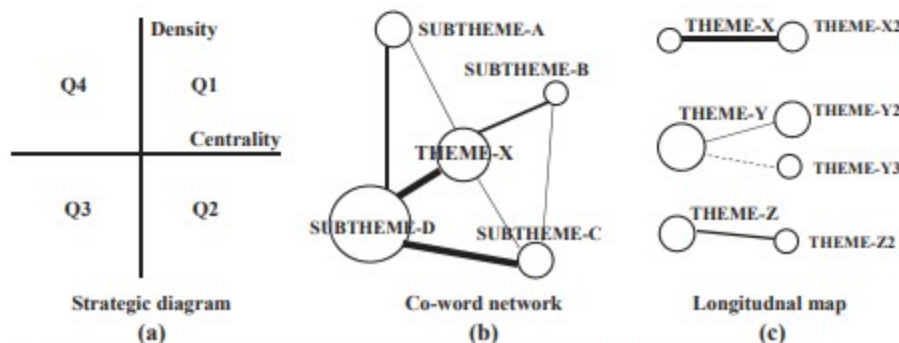 Density
Q4
Q1
Centrality
Q3
Q2
Strategic diagram
(a)
SUBTHEME-A
SUBTHEME-B
THEME-X
SUBTHEME-D
SUBTHEME-C
Co-word network
(b)
THEME-X
THEME-X2
THEME-Y
THEME-Y2
THEME-Y3
THEME-Z
THEME-Z2
Longitudnal map
(c)